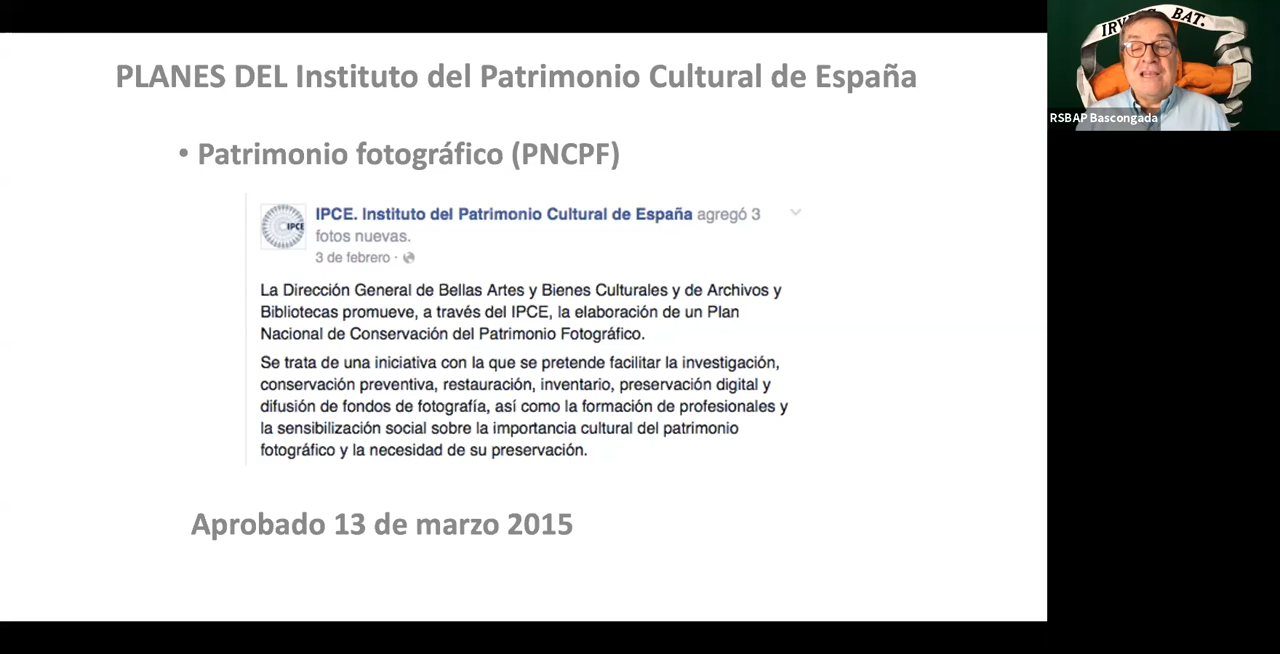 PLANES DEL Instituto del Patrimonio Cultural de España
• Patrimonio fotográfico (PNCPF)
IPCE
IPCE. Instituto del Patrimonio Cultural de España agregó 3
fotos nuevas.
3 de febrero ·
La Dirección General de Bellas Artes y Bienes Culturales y de Archivos y
Bibliotecas promueve, a través del IPCE, la elaboración de un Plan
Nacional de Conservación del Patrimonio Fotográfico.
Se trata de una iniciativa con la que se pretende facilitar la investigación,
conservación preventiva, restauración, inventario, preservación digital y
difusión de fondos de fotografía, así como la formación de profesionales y
la sensibilización social sobre la importancia cultural del patrimonio
fotográfico y la necesidad de su preservación.
Aprobado 13 de marzo 2015
BAT.
RSBAP Bascongada